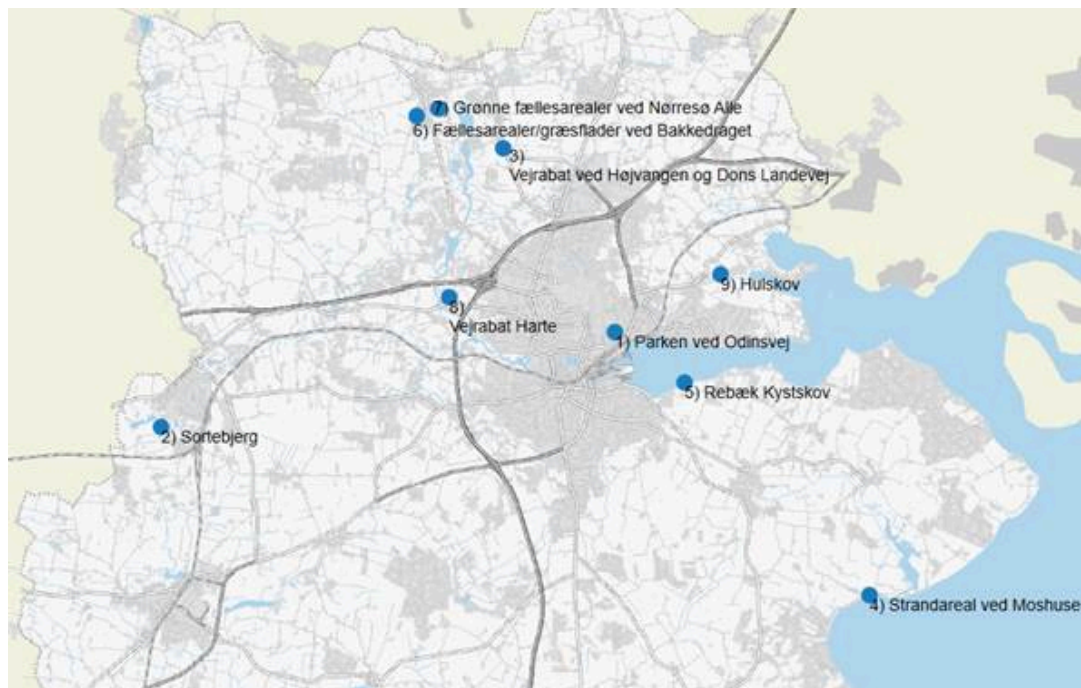 7) Grønne fællesarealer ved Nørresø Alle
6) Fællesarealer/græsflader ved Bakkedraget
3)
Vejrabat ved Højvangen og Dons Landevej
9) Hulskov
8)
Vejrabat Harte
1) Parken ved Odinsvej
5) Rebæk Kystskov
2) Sortebjerg
4) Strandareal ved Moshuse